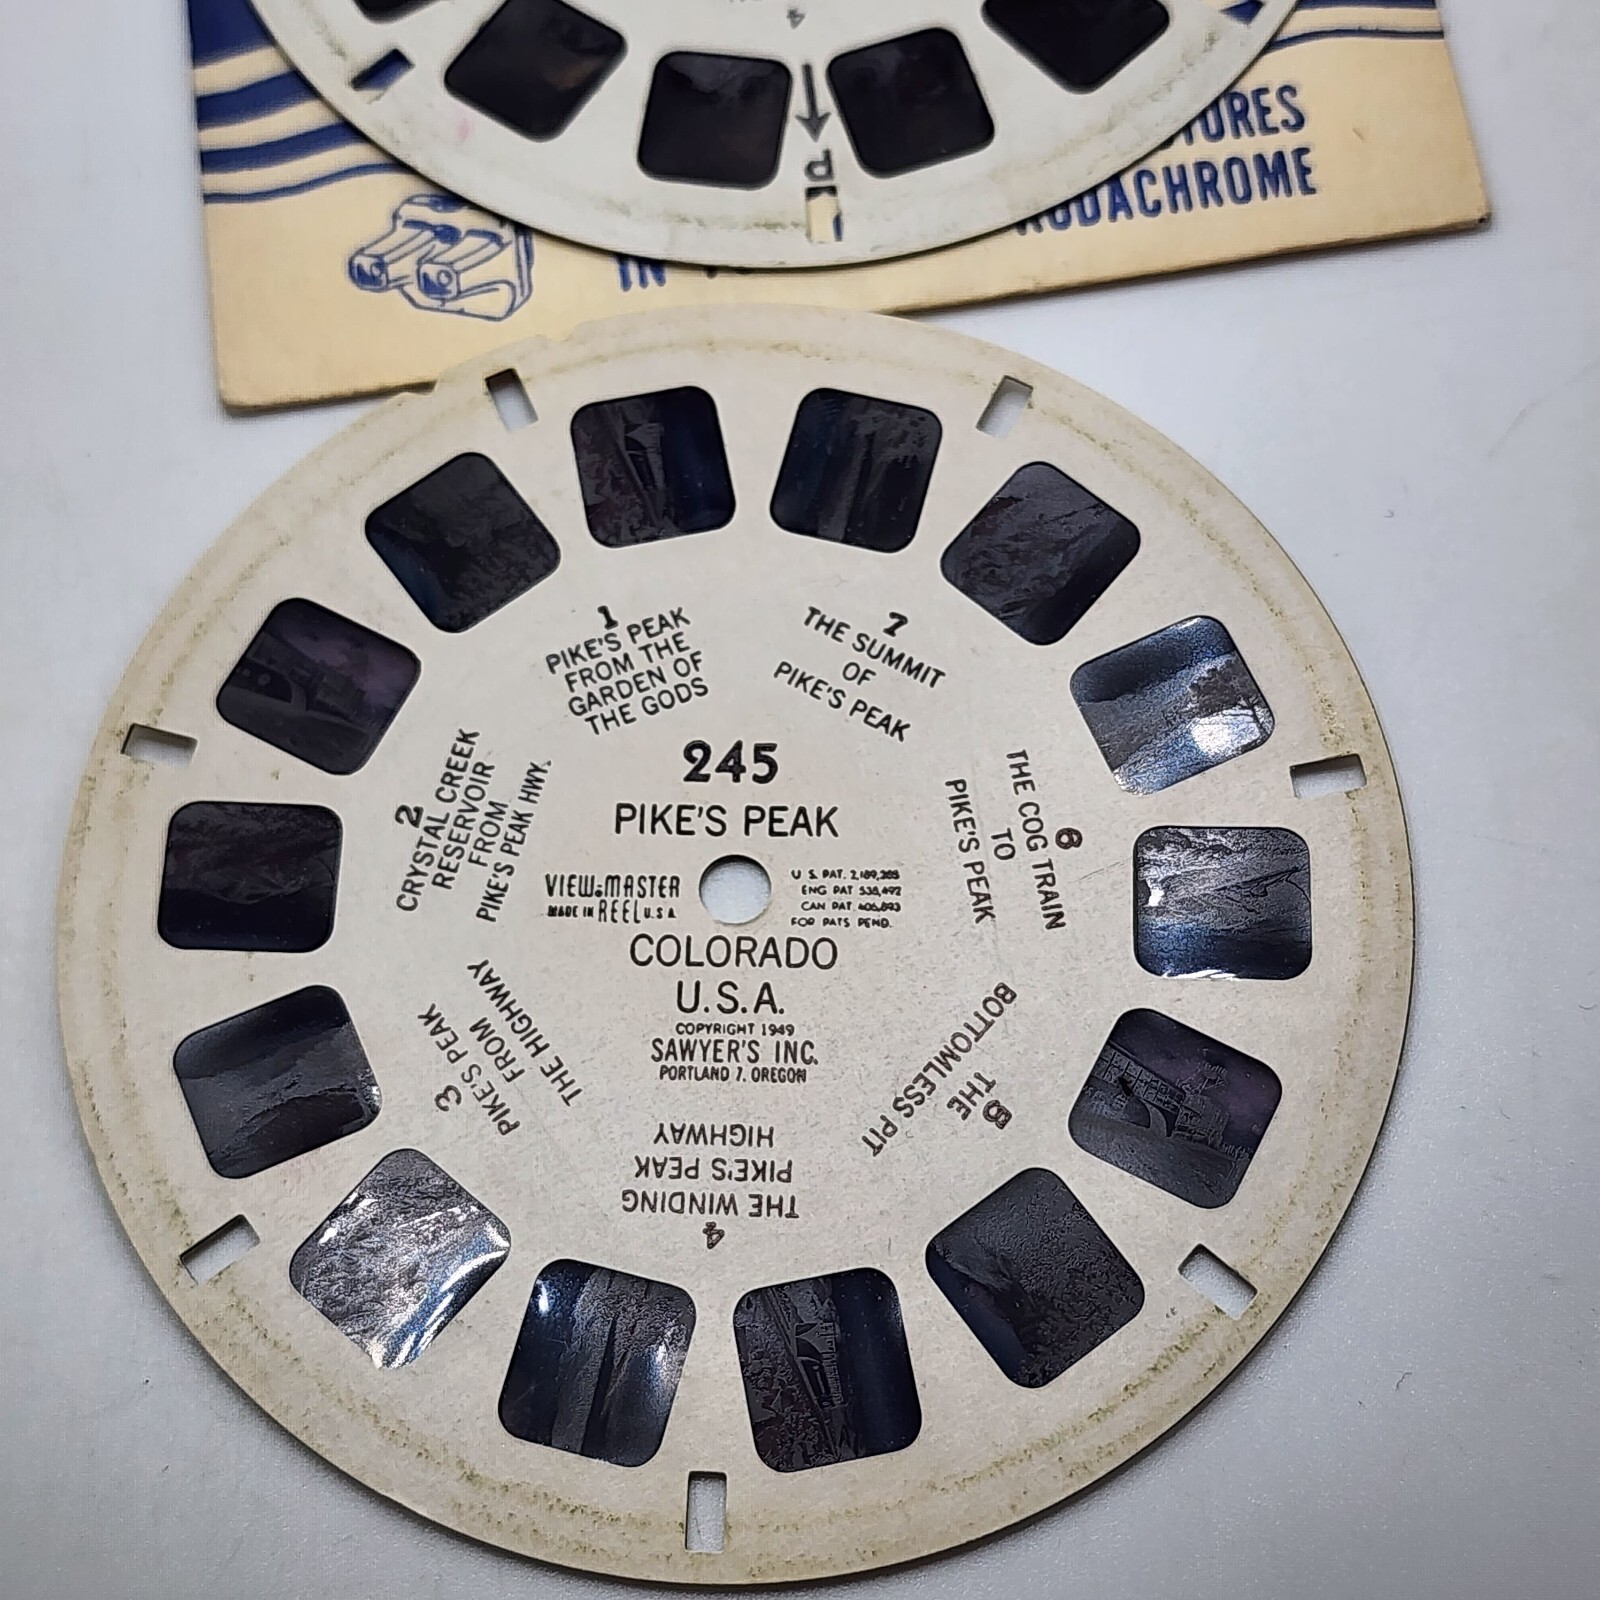 4
P
TURES
IN
KODACHROME
1
PIKE'S PEAK
FROM THE
GARDEN OF
THE GODS
7
THE SUMMIT
OF
PIKE'S PEAK
245
PIKE'S PEAK
VIEW-MASTER
MADE IN REEL U.S.A.
U.S. PAT. 2,189,285
ENG PAT 538,492
CAN PAT 406,893
FOR PATS PEND.
COLORADO
U.S.A.
COPYRIGHT 1949
SAWYER'S INC.
PORTLAND 7, OREGON
2
CRYSTAL CREEK
RESERVOIR
FROM
PIKE'S PEAK HWY.
3
PIKE'S PEAK
FROM
THE HIGHWAY
4
THE WINDING
PIKE'S PEAK
HIGHWAY
5
THE
BOTTOMLESS PIT
6
THE COG TRAIN
TO
PIKE'S PEAK